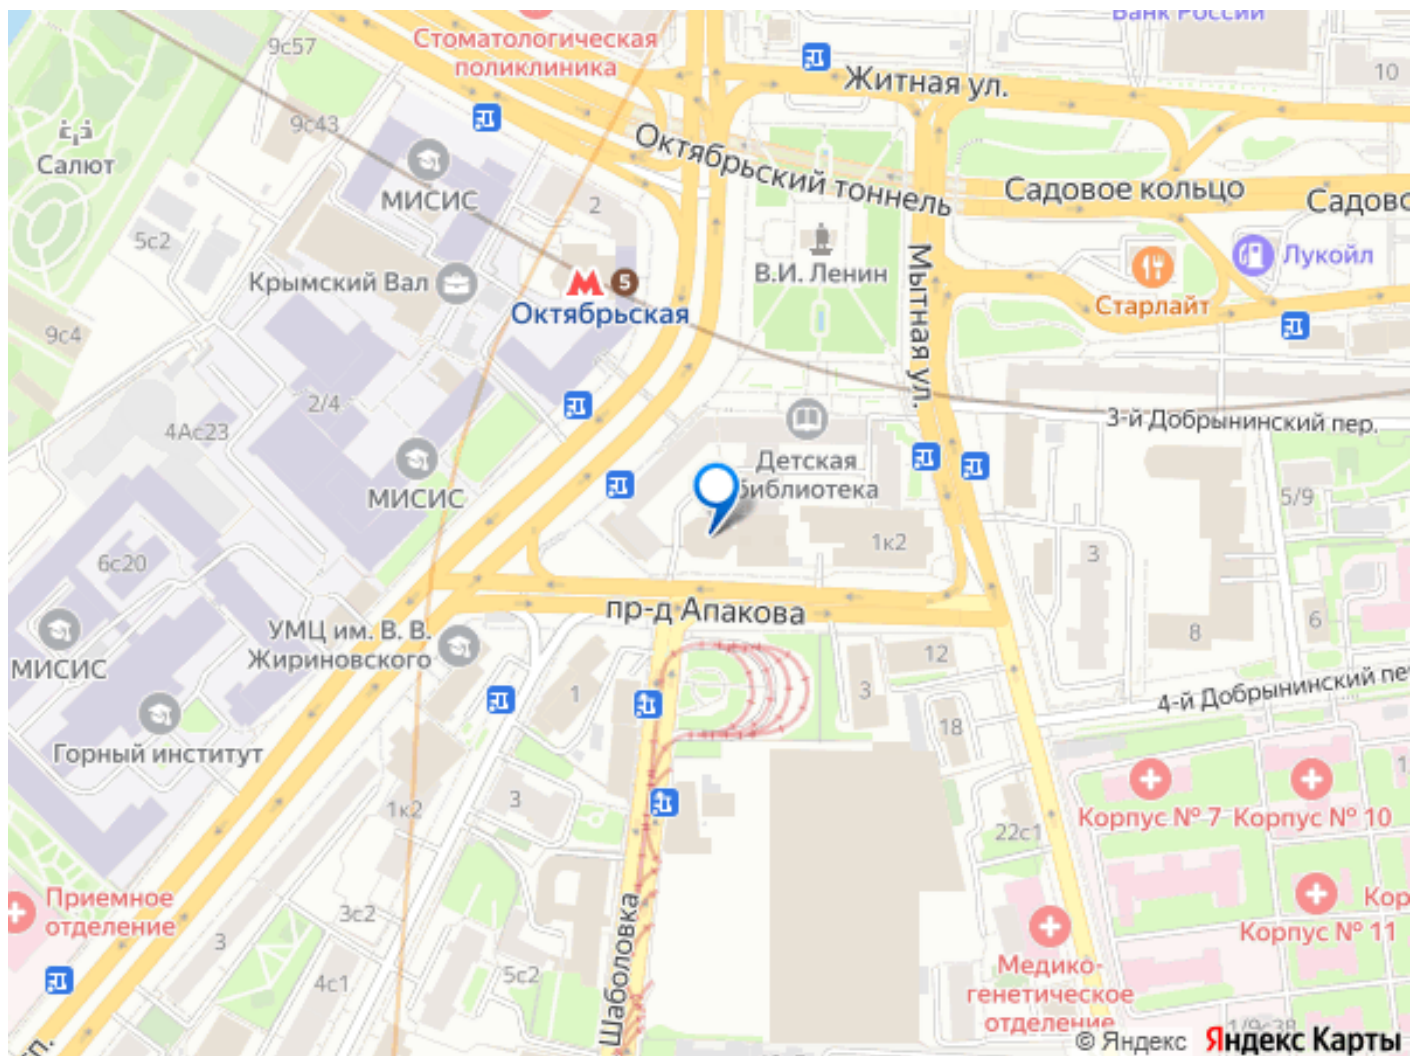 Банк России
9с57
Стоматологическая
поликлиника
Житная ул.
10
9с43
Салют
МИСИС
Октябрьский тоннель
Садовое кольцо
Садово
2
5с2
Крымский Вал
5
В.И. Ленин
Лукойл
Октябрьская
Старлайт
9с4
Мытная ул.
2/4
4Ас23
3-й Добрынинский пер.
МИСИС
Детская
библиотека
5/9
6с20
1к2
3
пр-д Апакова
УМЦ им. В. В.
Жириновского
8
6
МИСИС
12
3
1
4-й Добрынинский пе
Горный институт
18
1к2
3
Корпус № 7
Корпус № 10
22с1
Приемное
отделение
3с2
3
Шаболовка
Кор
Корпус № 11
Медико-
генетическое
отделение
4с1
5с2
1/9с38
сп.
© Яндекс
Яндекс Карты